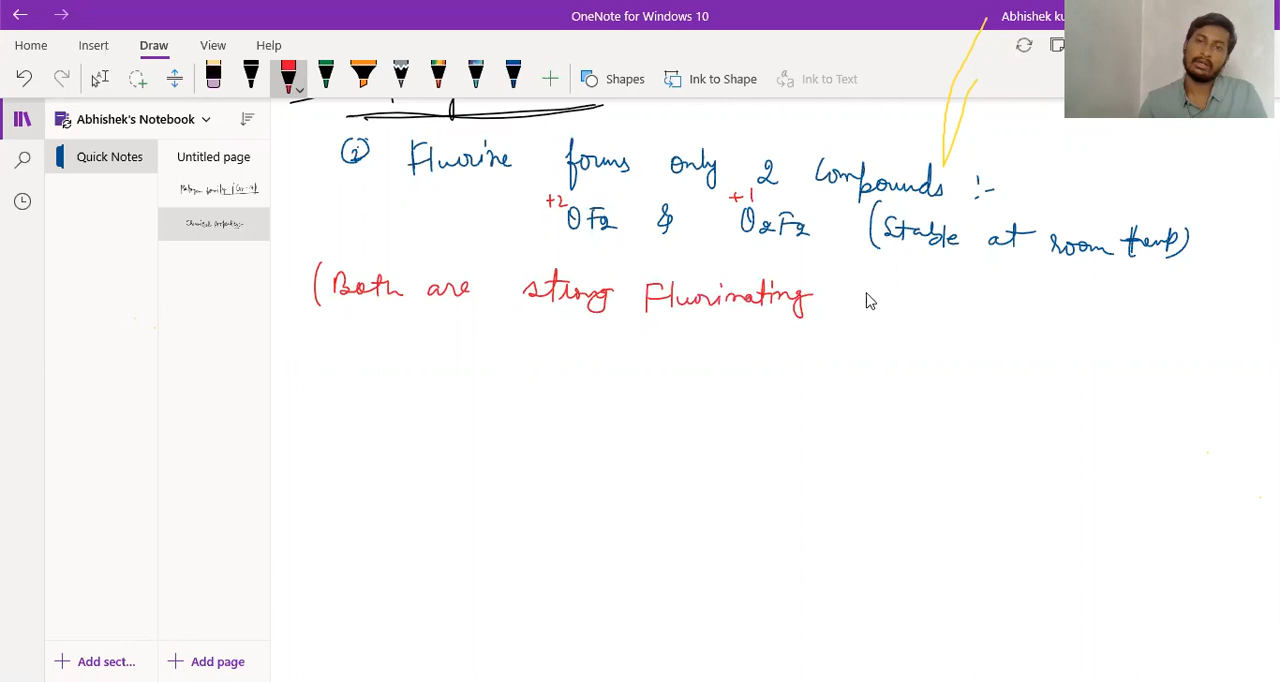 OneNote for Windows 10
Abhishek ku
Home Insert Draw View Help
Shapes Ink to Shape Ink to Text
Abhishek's Notebook
Quick Notes
Untitled page
Chemical Properties:-
(i) Fluorine forms only 2 compounds :-
+2 +1
OF2 & O2F2 (Stable at room temp)
(Both are strong Fluorinating
Add sect...
Add page